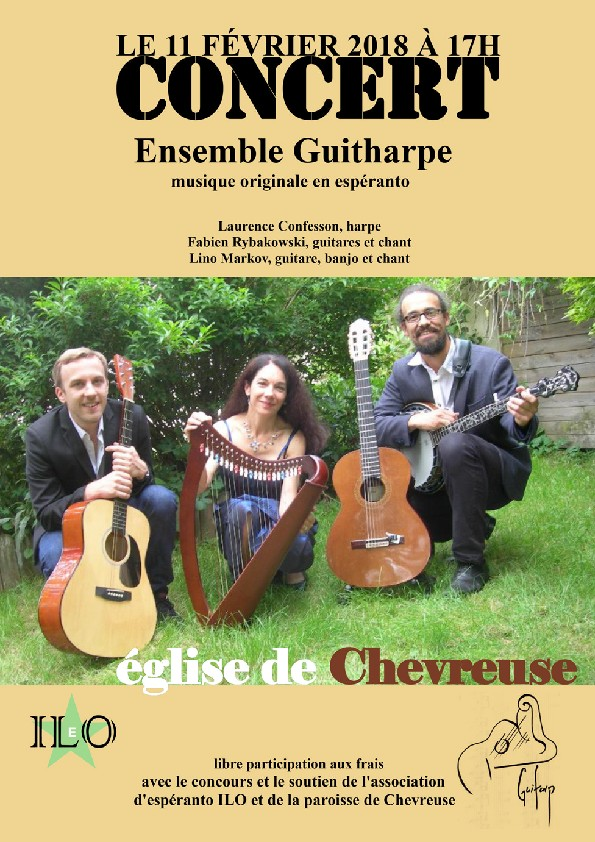 LE 11 FÉVRIER 2018 À 17H
CONCERT
Ensemble Guitharpe
musique originale en espéranto
Laurence Confesson, harpe
Fabien Rybakowski, guitares et chant
Lino Markov, guitare, banjo et chant
église de Chevreuse
ILO
E
libre participation aux frais
avec le concours et le soutien de l'association
d'espéranto ILO et de la paroisse de Chevreuse